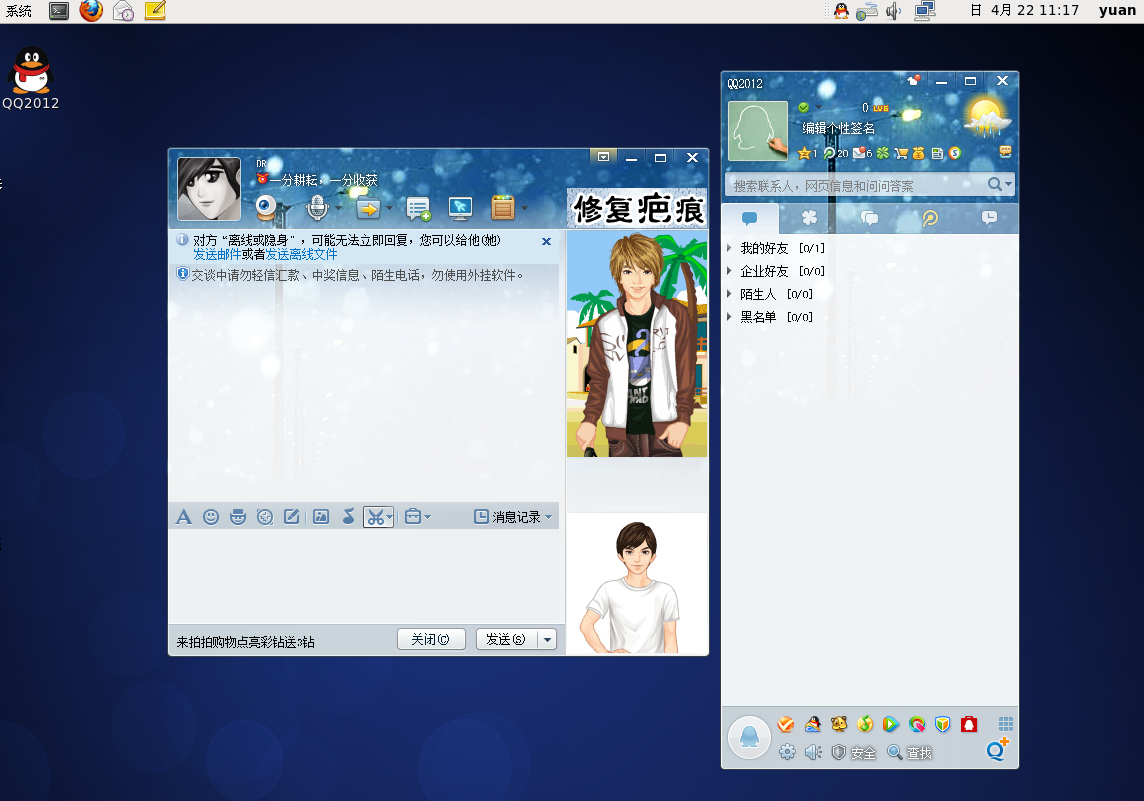 系统
日 4月 22 11:17 yuan
QQ2012
DR
一分耕耘，一分收获
修复疤痕
对方“离线或隐身”，可能无法立即回复，您可以给他(她)
发送邮件或者发送离线文件
交谈中请勿轻信汇款、中奖信息、陌生电话，勿使用外挂软件。
消息记录
来拍拍购物点亮彩钻送3钻
关闭(C)
发送(S)
QQ2012
0 LV6
编辑个性签名
1 20 6
搜索联系人，网页信息和问问答案
我的好友 [0/1]
企业好友 [0/0]
陌生人 [0/0]
黑名单 [0/0]
安全 查找